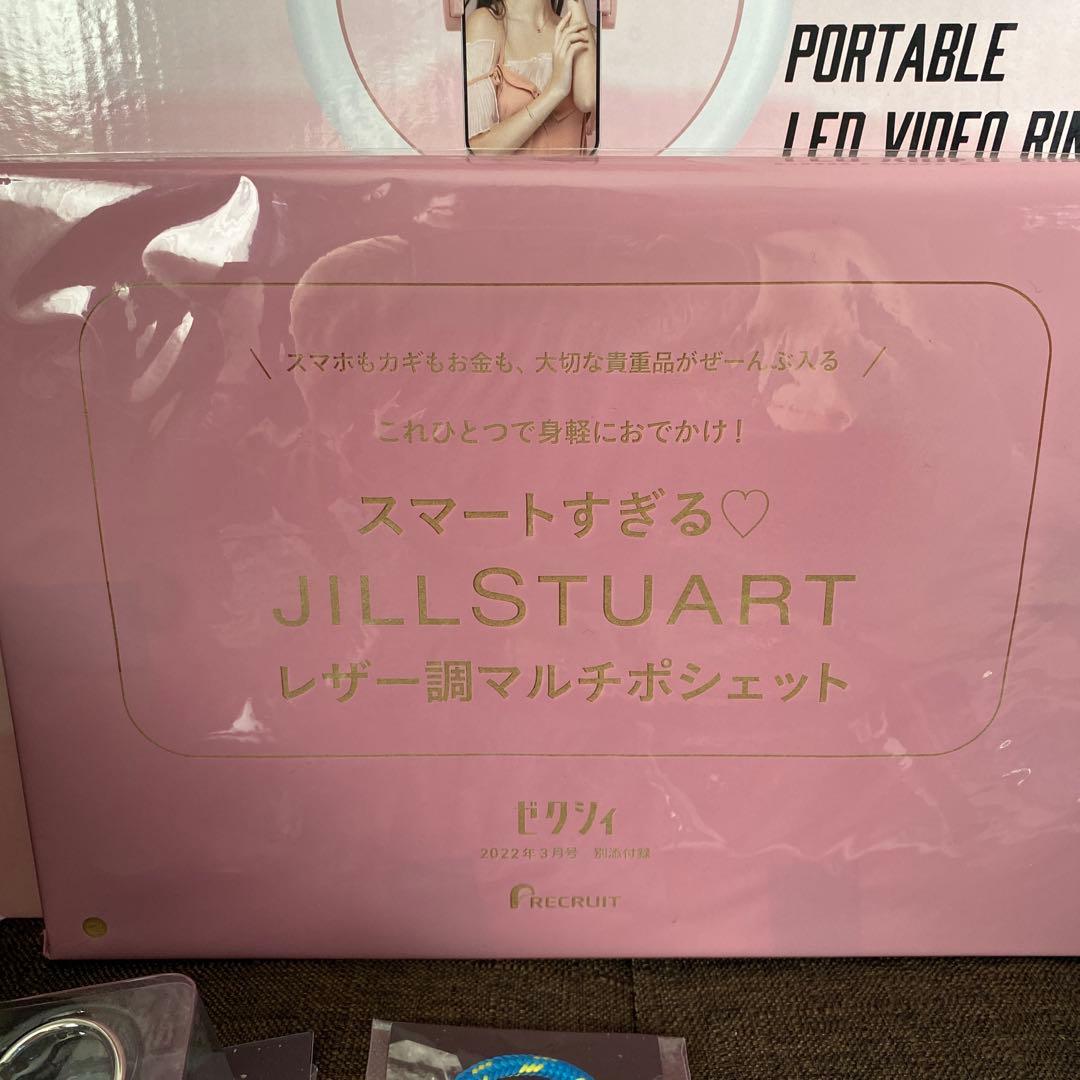 PORTABLE
LED VIDEO RIN
スマホもカギもお金も、大切な貴重品がぜーんぶ入る
これひとつで身軽におでかけ！
スマートすぎる♡
JILLSTUART
レザー調マルチポシェット
ゼクシィ
2022年3月号 別添付録
RECRUIT